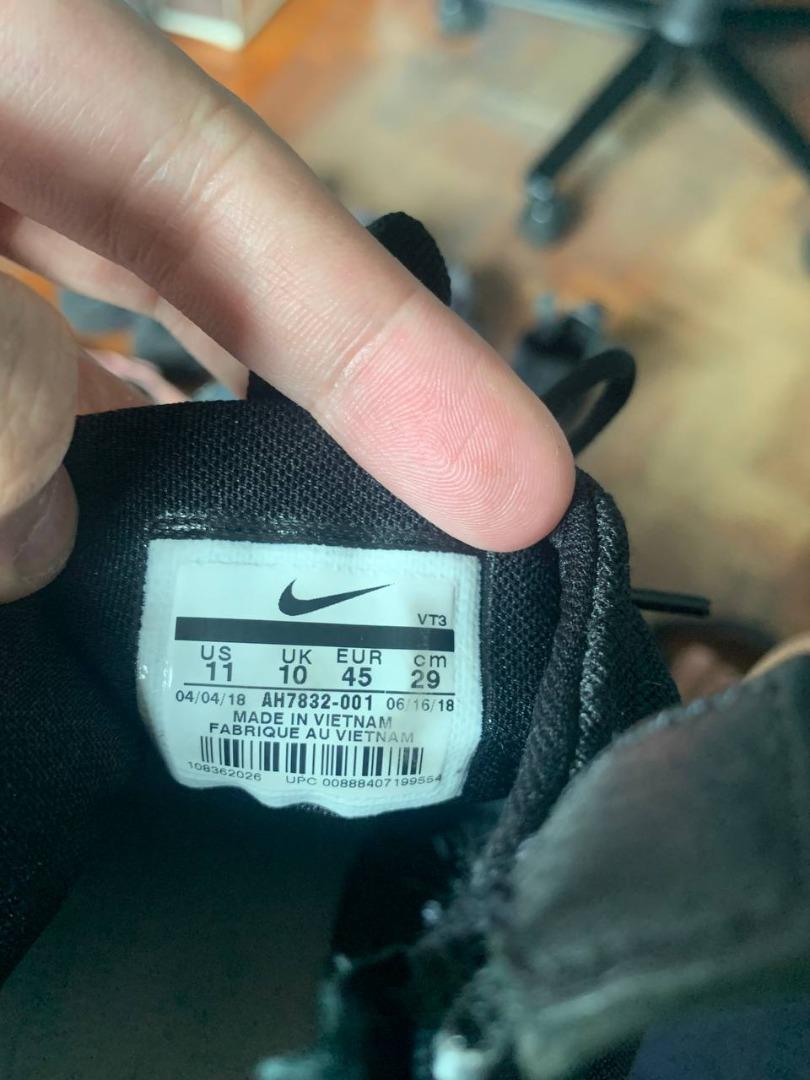 VT3
US UK EUR cm
11 10 45 29
04/04/18 AH7832-001 06/16/18
MADE IN VIETNAM
FABRIQUE AU VIETNAM
108362026 UPC 00888407199554